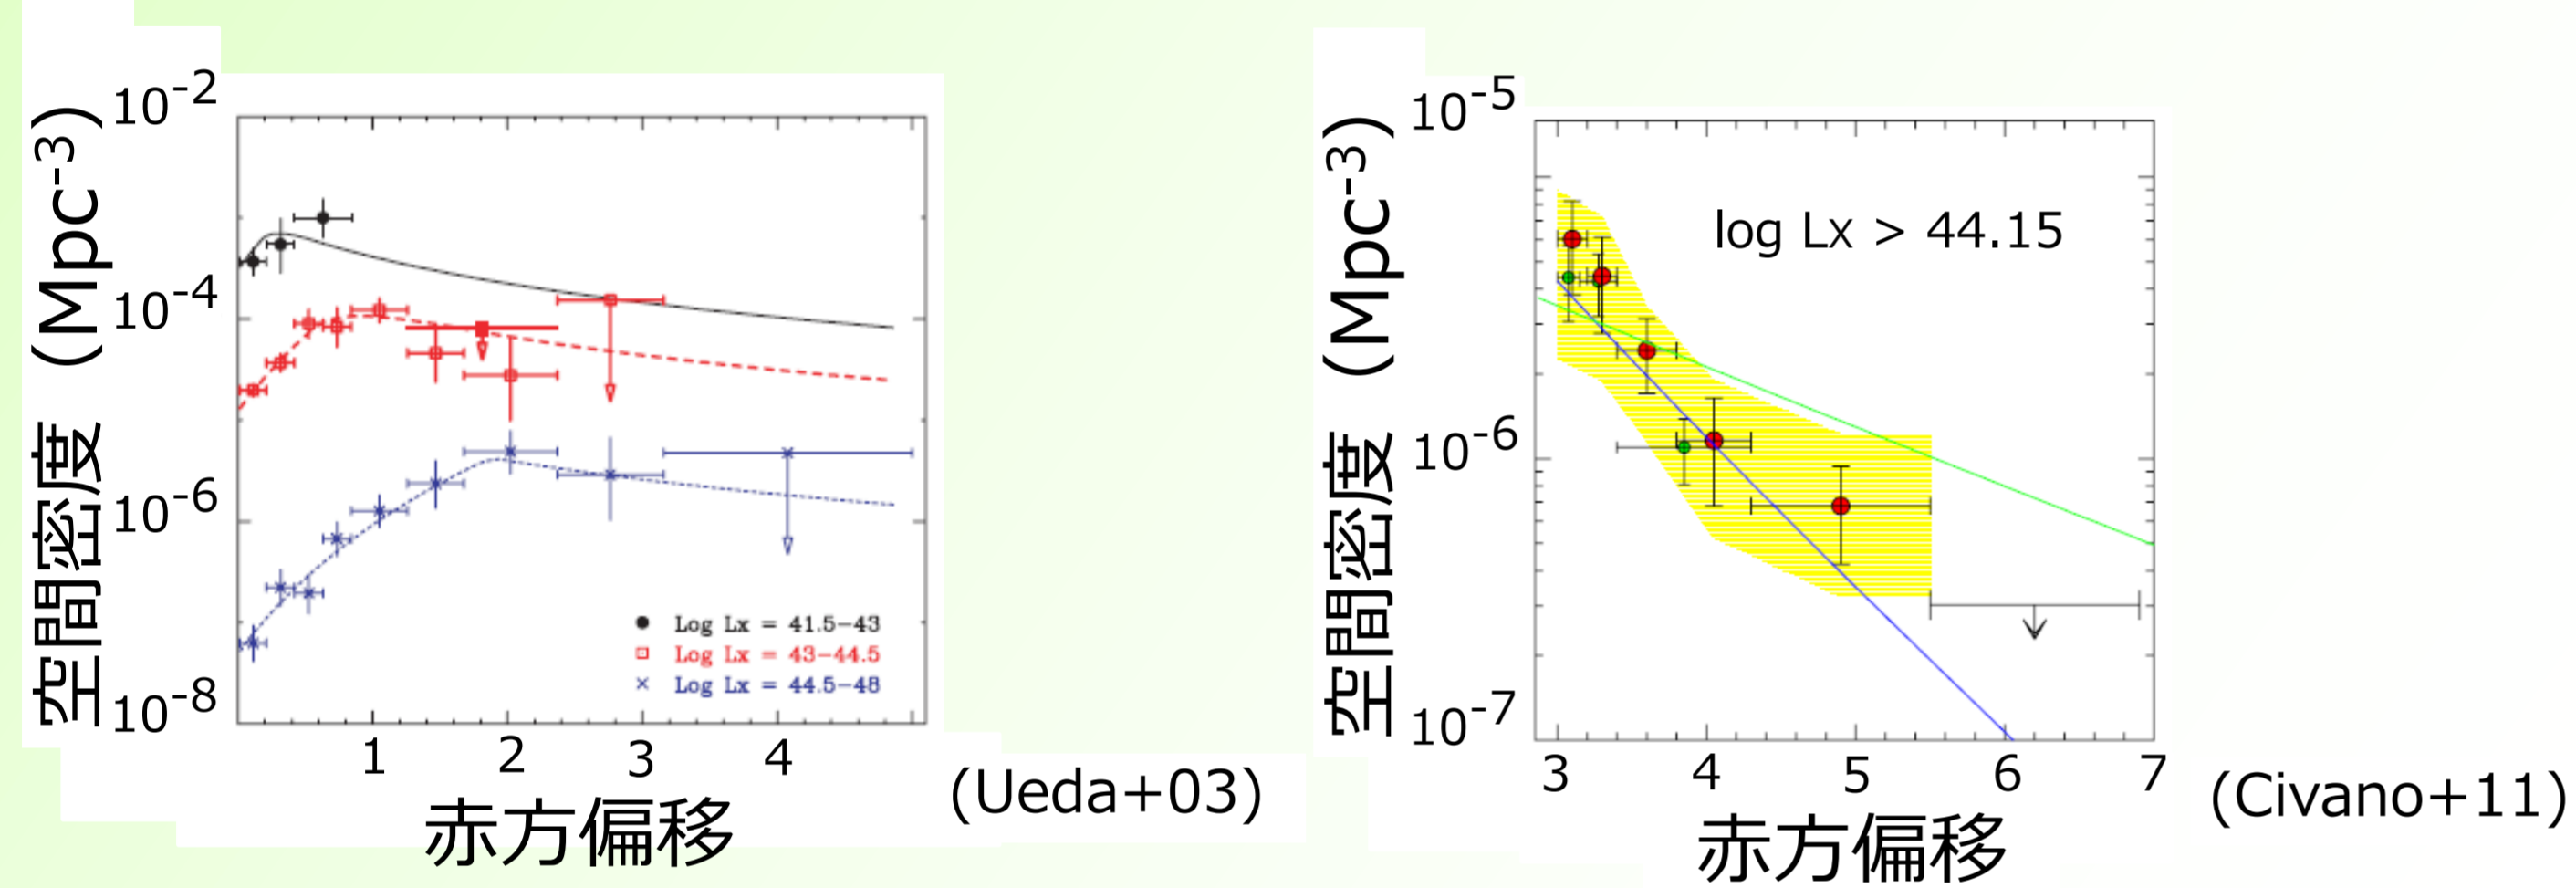 空間密度 (Mpc-3)
10-2
10-4
10-6
10-8
Log Lx = 41.5-43
Log Lx = 43-44.5
Log Lx = 44.5-48
1 2 3 4
赤方偏移
(Ueda+03)
空間密度 (Mpc-3)
10-5
10-6
10-7
log Lx > 44.15
3 4 5 6 7
赤方偏移
(Civano+11)